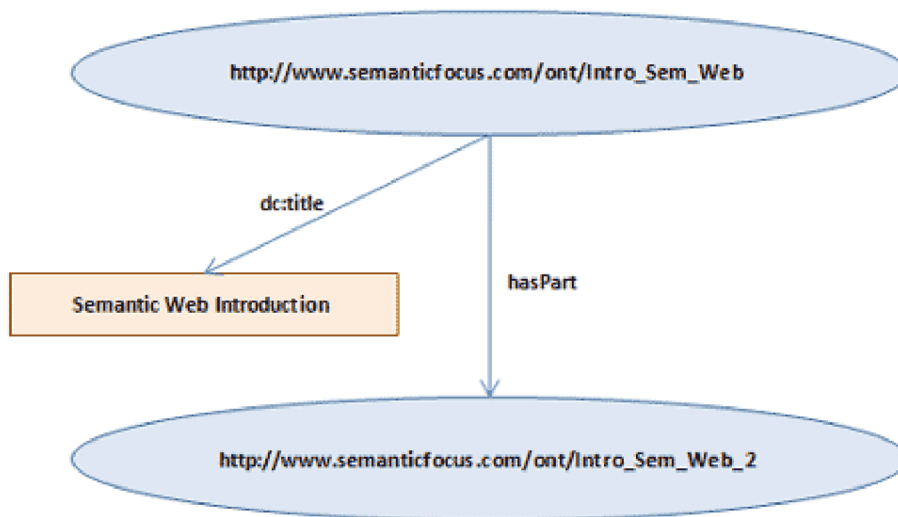 http://www.semanticfocus.com/ont/Intro_Sem_Web
dc:title
hasPart
Semantic Web Introduction
http://www.semanticfocus.com/ont/Intro_Sem_Web_2